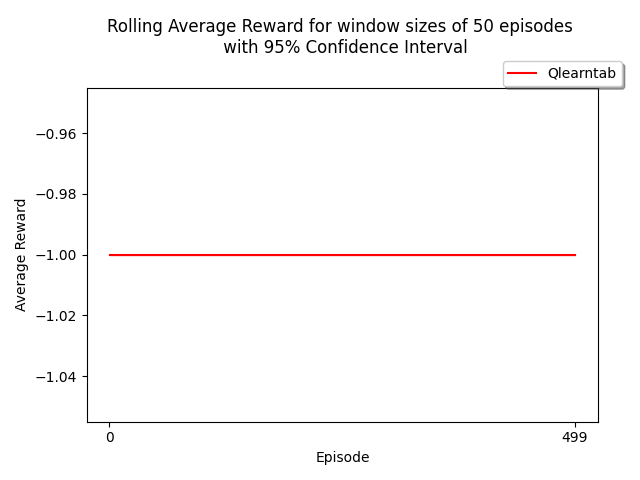 Rolling Average Reward for window sizes of 50 episodes
with 95% Confidence Interval
Qlearntab
−0.96
−0.98
−1.00
−1.02
−1.04
Average Reward
0
499
Episode